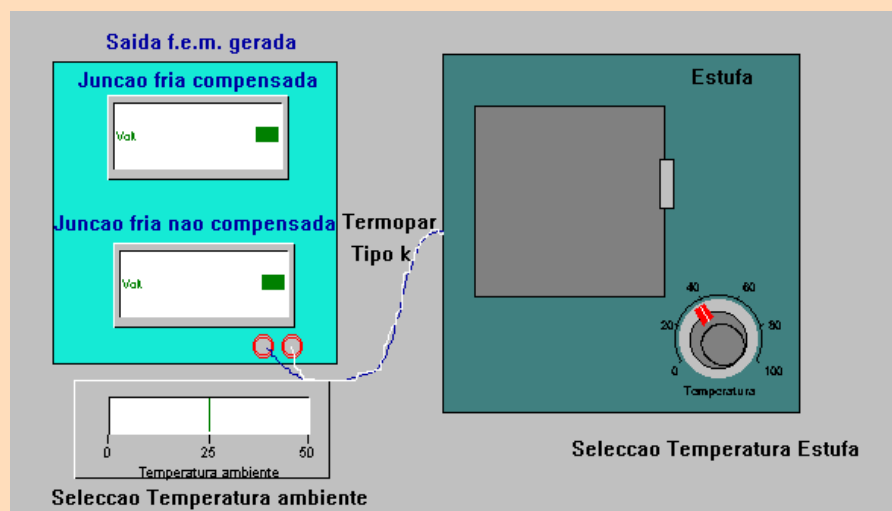 Saida f.e.m. gerada
Juncao fria compensada
Volt
Juncao fria nao compensada
Volt
Termopar
Tipo k
Estufa
0
20
40
60
80
100
Temperatura
0
25
50
Temperatura ambiente
Seleccao Temperatura ambiente
Seleccao Temperatura Estufa